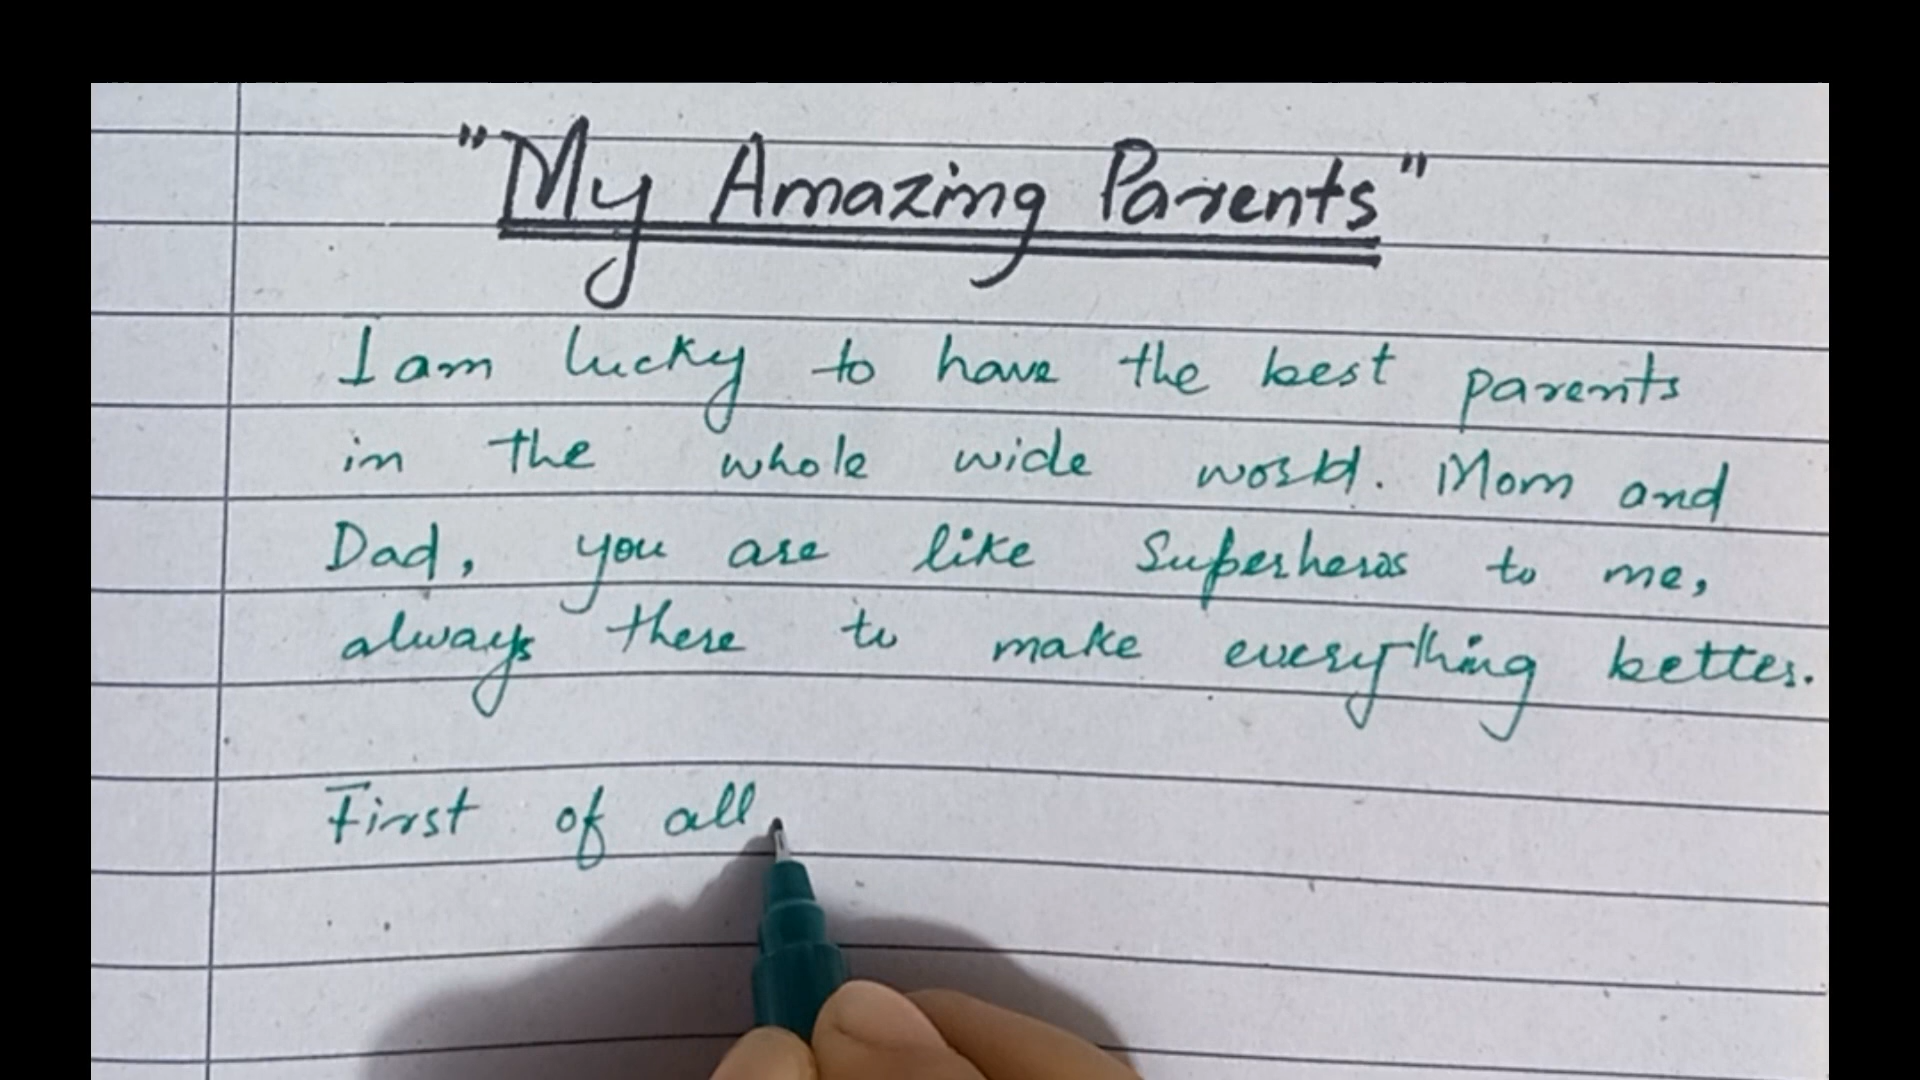 "My Amazing Parents"
I am lucky to have the best parents
in the whole wide world. Mom and
Dad, you are like Superheros to me,
always there to make everything better.
First of all,